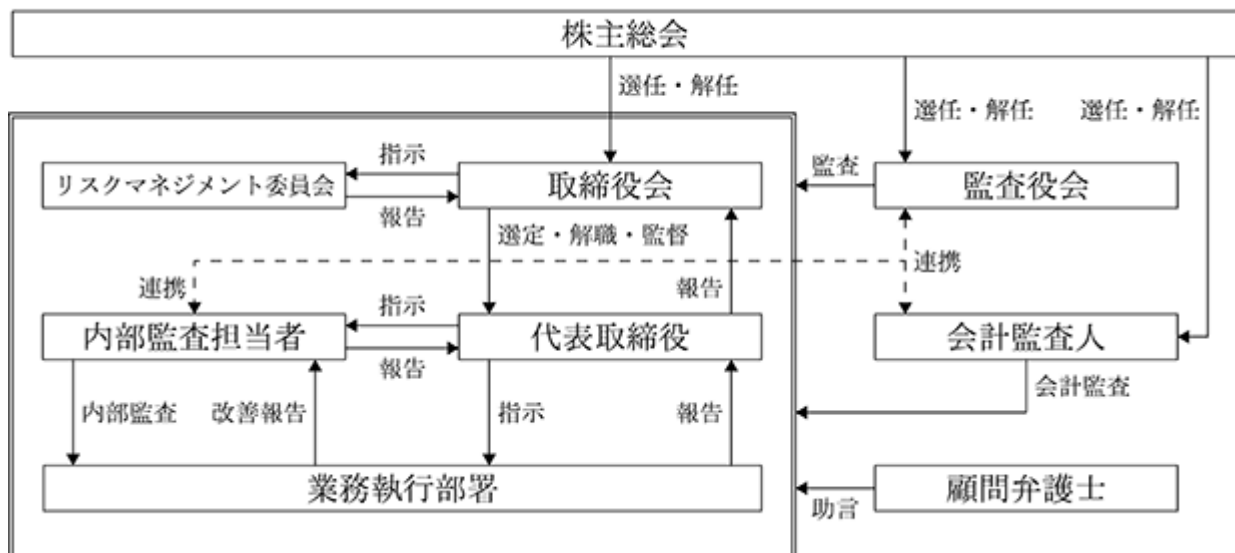 株主総会
選任・解任
選任・解任
選任・解任
指示
リスクマネジメント委員会
取締役会
監査
監査役会
報告
選定・解職・監督
連携
連携
報告
指示
内部監査担当者
代表取締役
会計監査人
報告
会計監査
内部監査
改善報告
指示
報告
業務執行部署
顧問弁護士
助言